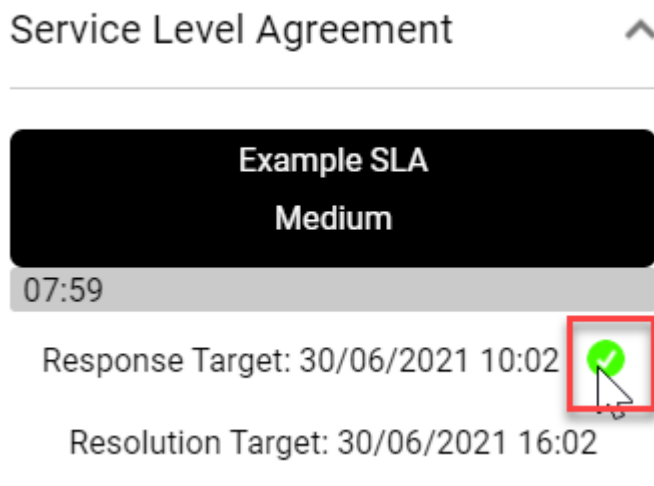 Service Level Agreement
Example SLA
Medium
07:59
Response Target: 30/06/2021 10:02
Resolution Target: 30/06/2021 16:02